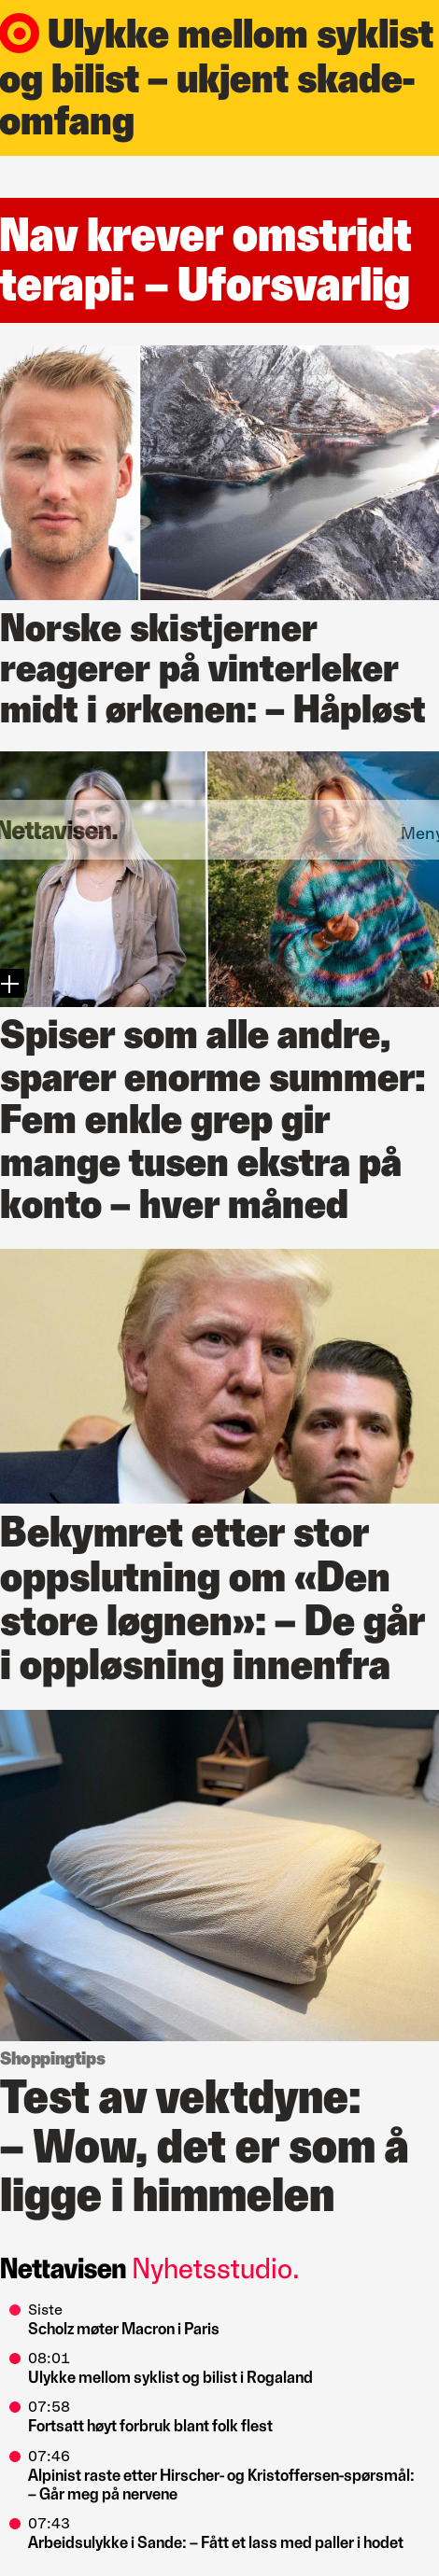 Ulykke mellom syklist
og bilist – ukjent skade-
omfang
Nav krever omstridt
terapi: – Uforsvarlig
Norske skistjerner
reagerer på vinterleker
midt i ørkenen: – Håpløst
Nettavisen.
Meny
Spiser som alle andre,
sparer enorme summer:
Fem enkle grep gir
mange tusen ekstra på
konto – hver måned
Bekymret etter stor
oppslutning om «Den
store løgnen»: – De går
i oppløsning innenfra
Shoppingtips
Test av vektdyne:
– Wow, det er som å
ligge i himmelen
Nettavisen Nyhetsstudio.
Siste
Scholz møter Macron i Paris
08:01
Ulykke mellom syklist og bilist i Rogaland
07:58
Fortsatt høyt forbruk blant folk flest
07:46
Alpinist raste etter Hirscher- og Kristoffersen-spørsmål:
– Går meg på nervene
07:43
Arbeidsulykke i Sande: – Fått et lass med paller i hodet